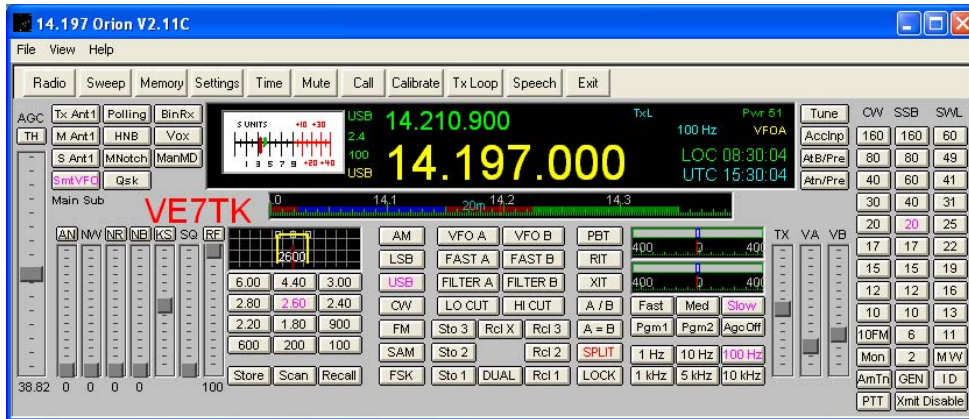 14.197 Orion V2.11C
File View Help
Radio Sweep Memory Settings Time Mute Call Calibrate Tx Loop Speech Exit
AGC Tx Ant1 Polling BinRx
TH M Ant1 HNB Vox
S Ant1 MNotch ManMD
SmtVFO Qsk
Main Sub
VE7TK
S UNITS +10 +30
1 3 5 7 9 +20 +40
USB 14.210.900 TxL Pwr 51
2.4 100 Hz VFOA
100 LOC 08:30:04
USB 14.197.000 UTC 15:30:04
.0 14,1 20m 14,2 14,3
Tune
AccInp
AtB/Pre
Atn/Pre
CW SSB SWL
160 160 60
80 80 49
40 60 41
30 40 31
20 20 25
17 17 22
15 15 19
12 12 16
10 10 13
10FM 6 11
Mon 2 MW
AmTn GEN ID
PTT Xmit Disable
AN NW NR NB KS SQ RF
38.82 0 0 0 0 100
2600
6.00 4.40 3.00
2.80 2.60 2.40
2.20 1.80 900
600 200 100
Store Scan Recall
AM VFO A VFO B PBT
LSB FAST A FAST B RIT
USB FILTER A FILTER B XIT
CW LO CUT HI CUT A / B
FM Sto 3 Rcl X Rcl 3 A = B
SAM Sto 2 Rcl 2 SPLIT
FSK Sto 1 DUAL Rcl 1 LOCK
400 0 400
400 0 400
Fast Med Slow
Pgm1 Pgm2 AgcOff
1 Hz 10 Hz 100 Hz
1 kHz 5 kHz 10 kHz
TX VA VB